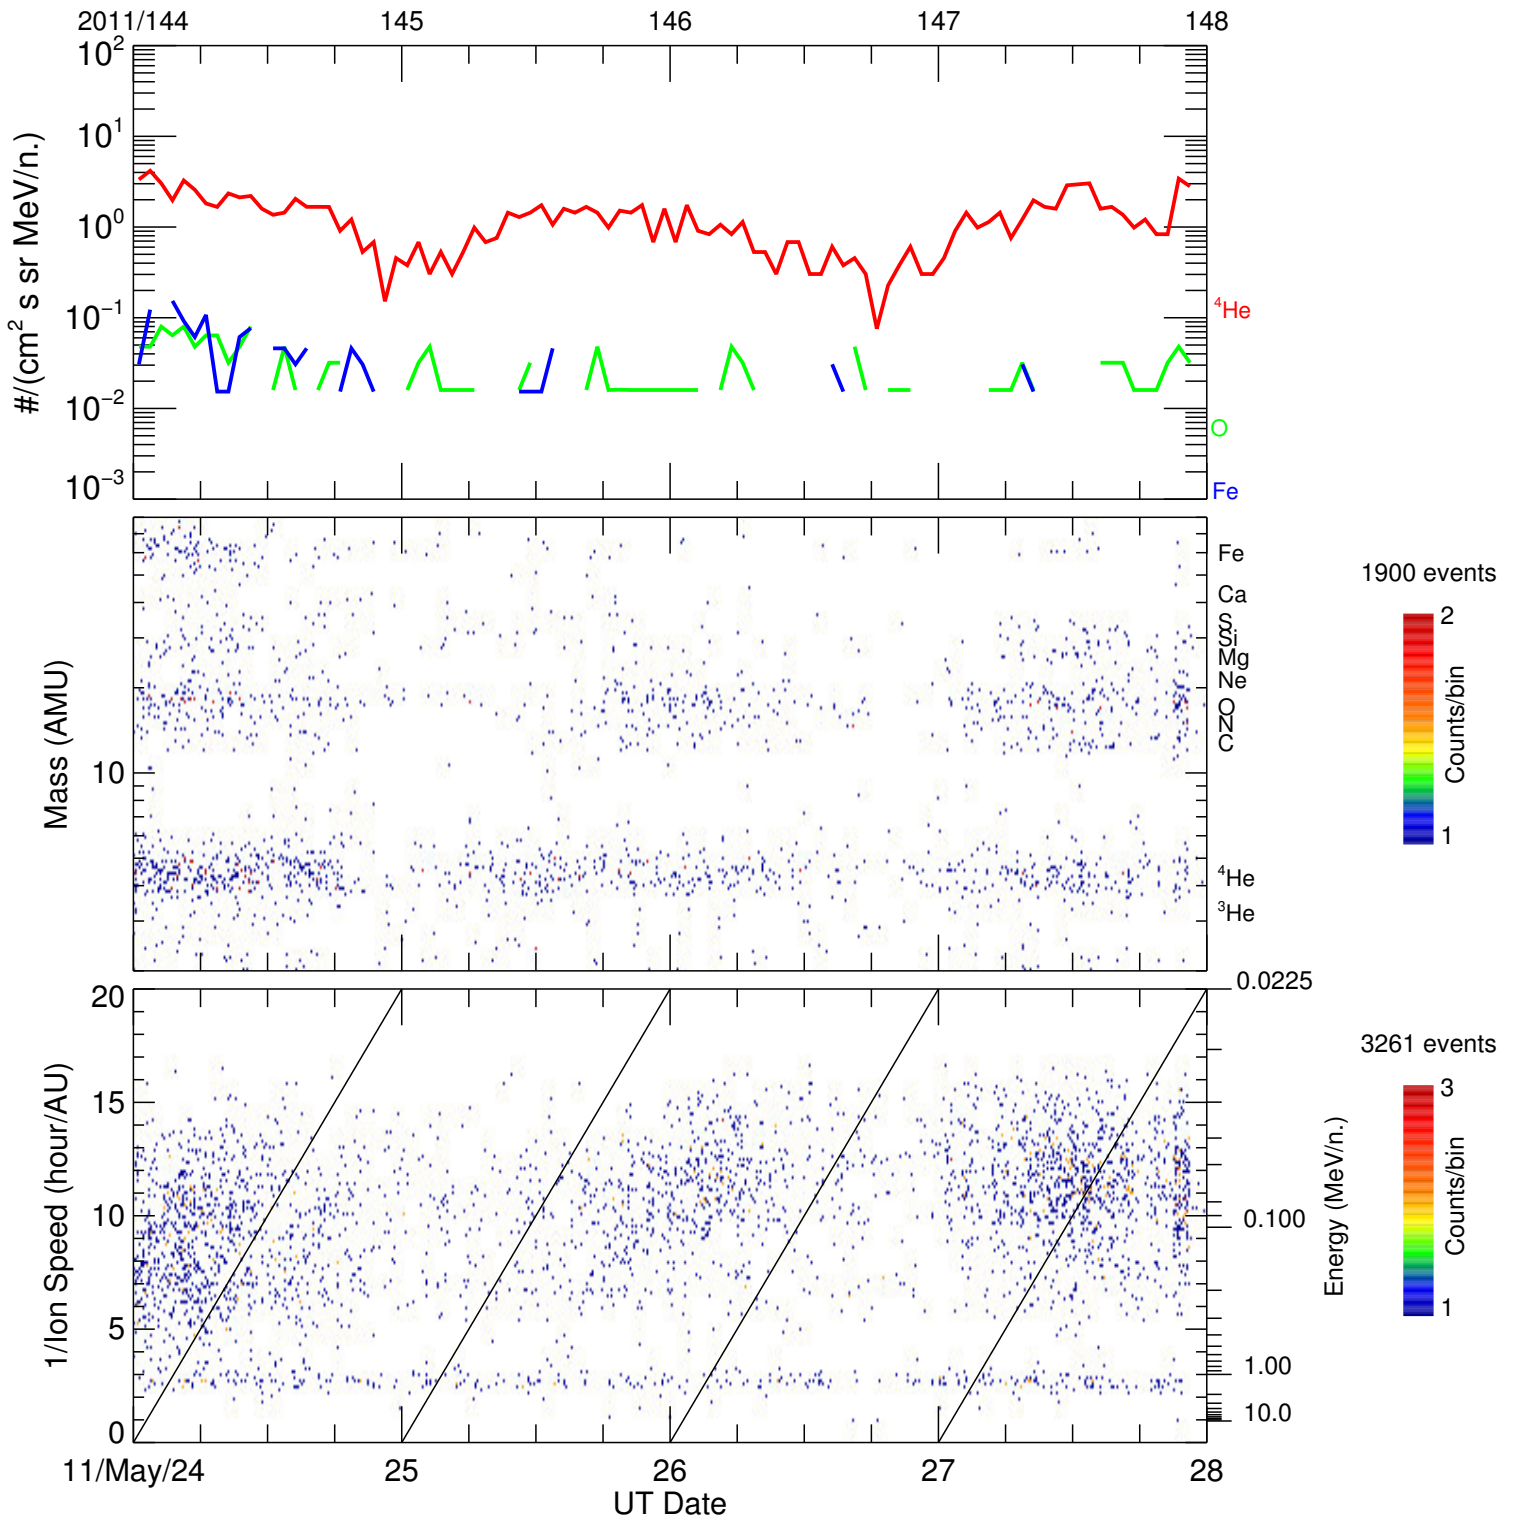 2011/144 145 146 147 148
#/(cm² s sr MeV/n.)
10²
10¹
10⁰
10⁻¹
10⁻²
10⁻³
⁴He
O
Fe
Mass (AMU)
10
Fe
Ca
S
Si
Mg
Ne
O
N
C
⁴He
³He
1900 events
2
Counts/bin
1
1/Ion Speed (hour/AU)
20
15
10
5
0
0.0225
0.100
1.00
10.0
Energy (MeV/n.)
3261 events
3
Counts/bin
1
11/May/24 25 26 27 28
UT Date